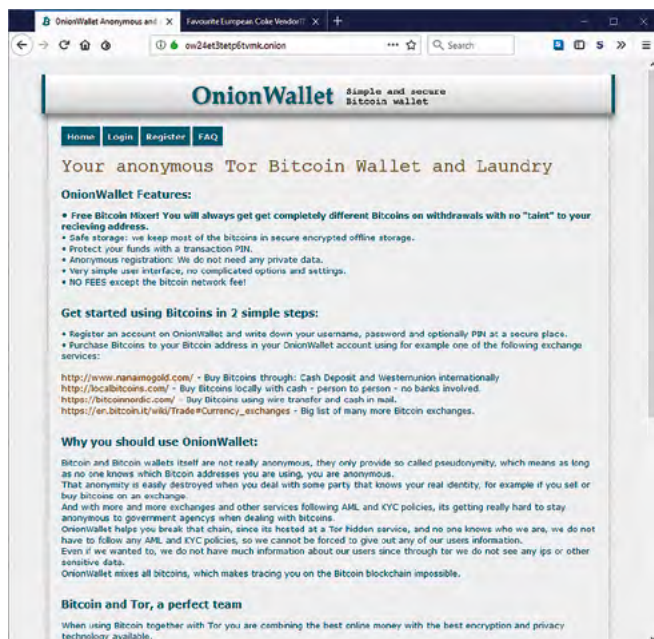 OnionWallet Anonymous and
Favourite European Coke Vendor!?
ow24et3tetp6tvmk.onion
Search
OnionWallet
Simple and secure
Bitcoin wallet
Home
Login
Register
FAQ
Your anonymous Tor Bitcoin Wallet and Laundry
OnionWallet Features:
• Free Bitcoin Mixer! You will always get get completely different Bitcoins on withdrawals with no "taint" to your
recieving address.
• Safe storage: we keep most of the bitcoins in secure encrypted offline storage.
• Protect your funds with a transaction PIN.
• Anonymous registration: We do not need any private data.
• Very simple user interface, no complicated options and settings.
• NO FEES except the bitcoin network fee!
Get started using Bitcoins in 2 simple steps:
• Register an account on OnionWallet and write down your username, password and optionally PIN at a secure place.
• Purchase Bitcoins to your Bitcoin address in your OnionWallet account using for example one of the following exchange
services:
http://www.nanaimogold.com/ - Buy Bitcoins through: Cash Deposit and Westernunion internationally
http://localbitcoins.com/ - Buy Bitcoins locally with cash - person to person - no banks involved.
https://bitcoinnordic.com/ - Buy Bitcoins using wire transfer and cash in mail.
https://en.bitcoin.it/wiki/Trade#Currency_exchanges - Big list of many more Bitcoin exchanges.
Why you should use OnionWallet:
Bitcoin and Bitcoin wallets itself are not really anonymous, they only provide so called pseudonymity, which means as long
as no one knows which Bitcoin addresses you are using, you are anonymous.
That anonymity is easily destroyed when you deal with some party that knows your real identity, for example if you sell or
buy bitcoins on an exchange.
And with more and more exchanges and other services following AML and KYC policies, its getting really hard to stay
anonymous to government agencys when dealing with bitcoins.
OnionWallet helps you break that chain, since its hosted at a Tor hidden service, and no one knows who we are, we do not
have to follow any AML and KYC policies, so we cannot be forced to give out any of our users information.
Even if we wanted to, we do not have much information about our users since through tor we do not see any ips or other
sensitive data.
OnionWallet mixes all bitcoins, which makes tracing you on the Bitcoin blockchain impossible.
Bitcoin and Tor, a perfect team
When using Bitcoin together with Tor you are combining the best online money with the best encryption and privacy
technology available.